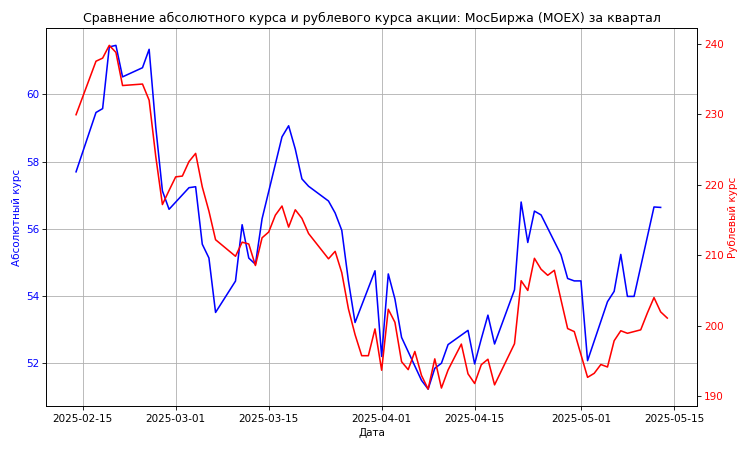 Сравнение абсолютного курса и рублевого курса акции: МосБиржа (MOEX) за квартал
Абсолютный курс
60
58
56
54
52
240
230
220
210
200
190
Рублевый курс
2025-02-15 2025-03-01 2025-03-15 2025-04-01 2025-04-15 2025-05-01 2025-05-15
Дата